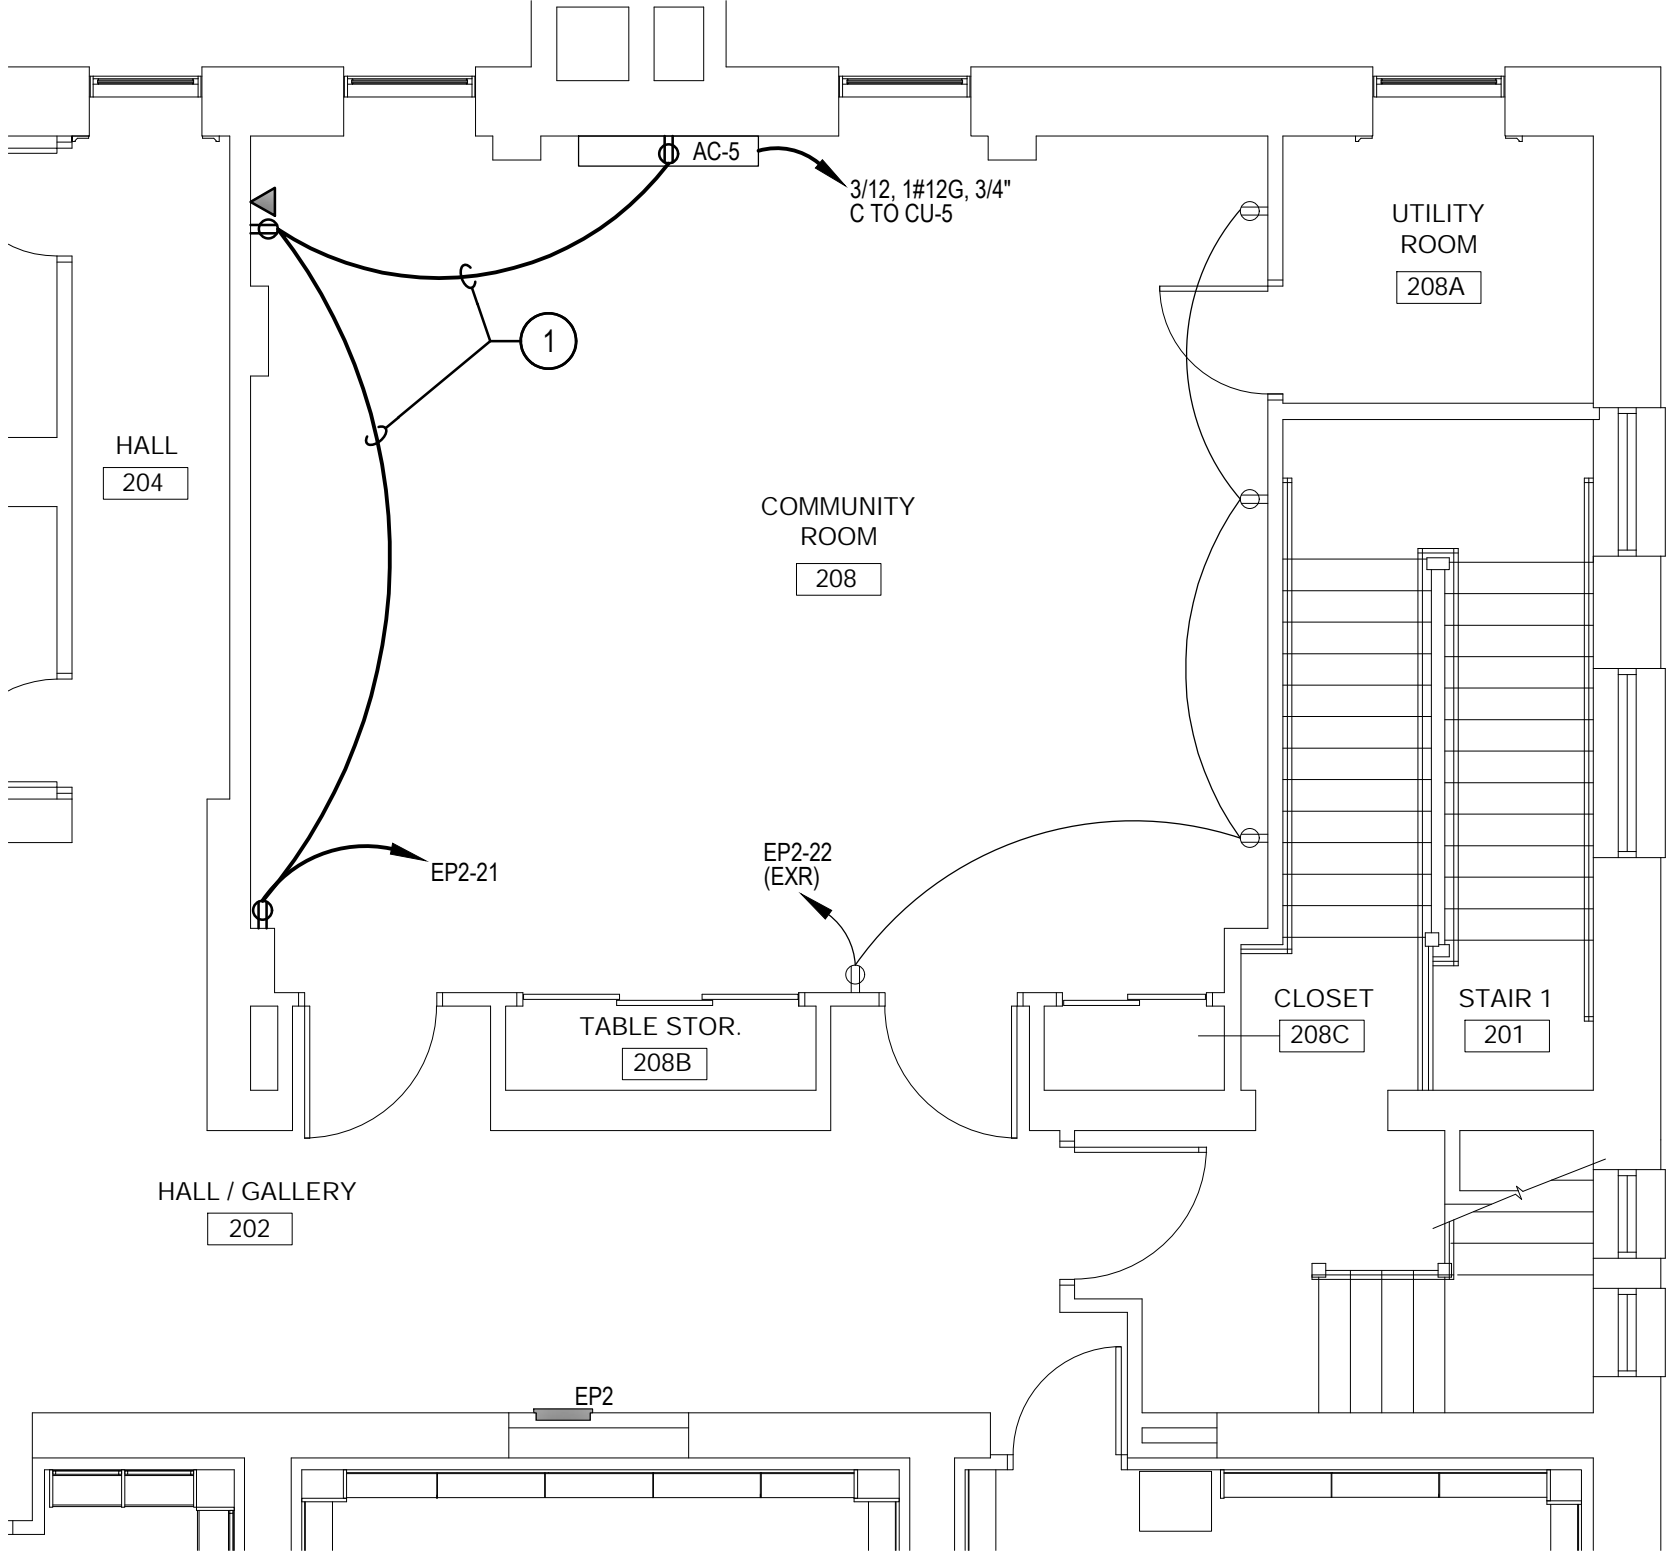 AC-5
3/12, 1#12G, 3/4"
C TO CU-5
UTILITY
ROOM
208A
1
HALL
204
COMMUNITY
ROOM
208
EP2-21
EP2-22
(EXR)
TABLE STOR.
208B
CLOSET
208C
STAIR 1
201
HALL / GALLERY
202
EP2